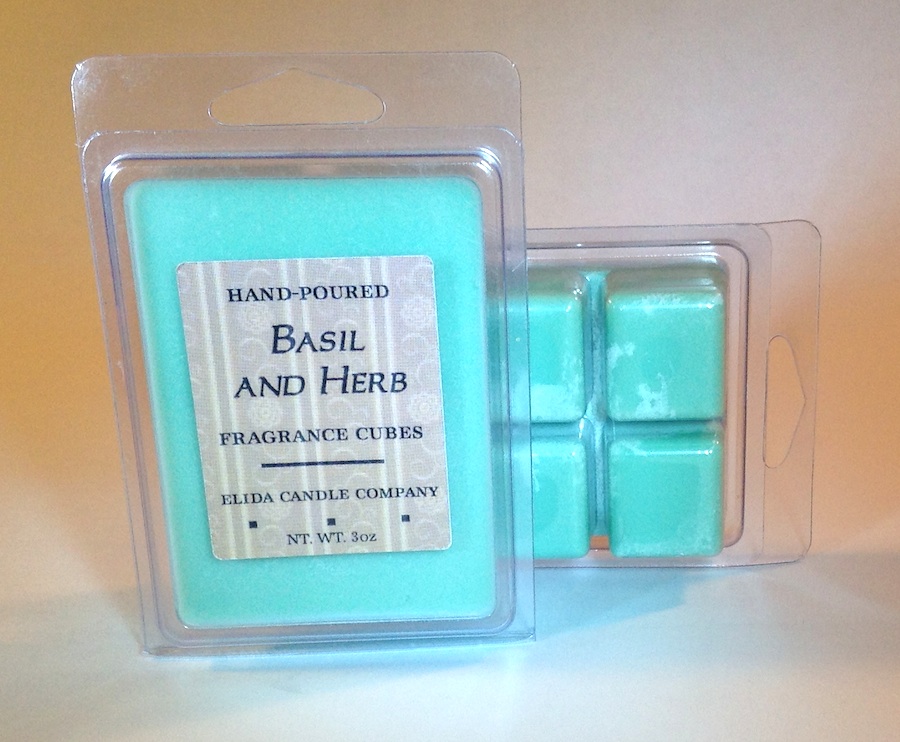 HAND-POURED
BASIL
AND HERB
FRAGRANCE CUBES
ELIDA CANDLE COMPANY
NT. WT. 3oz